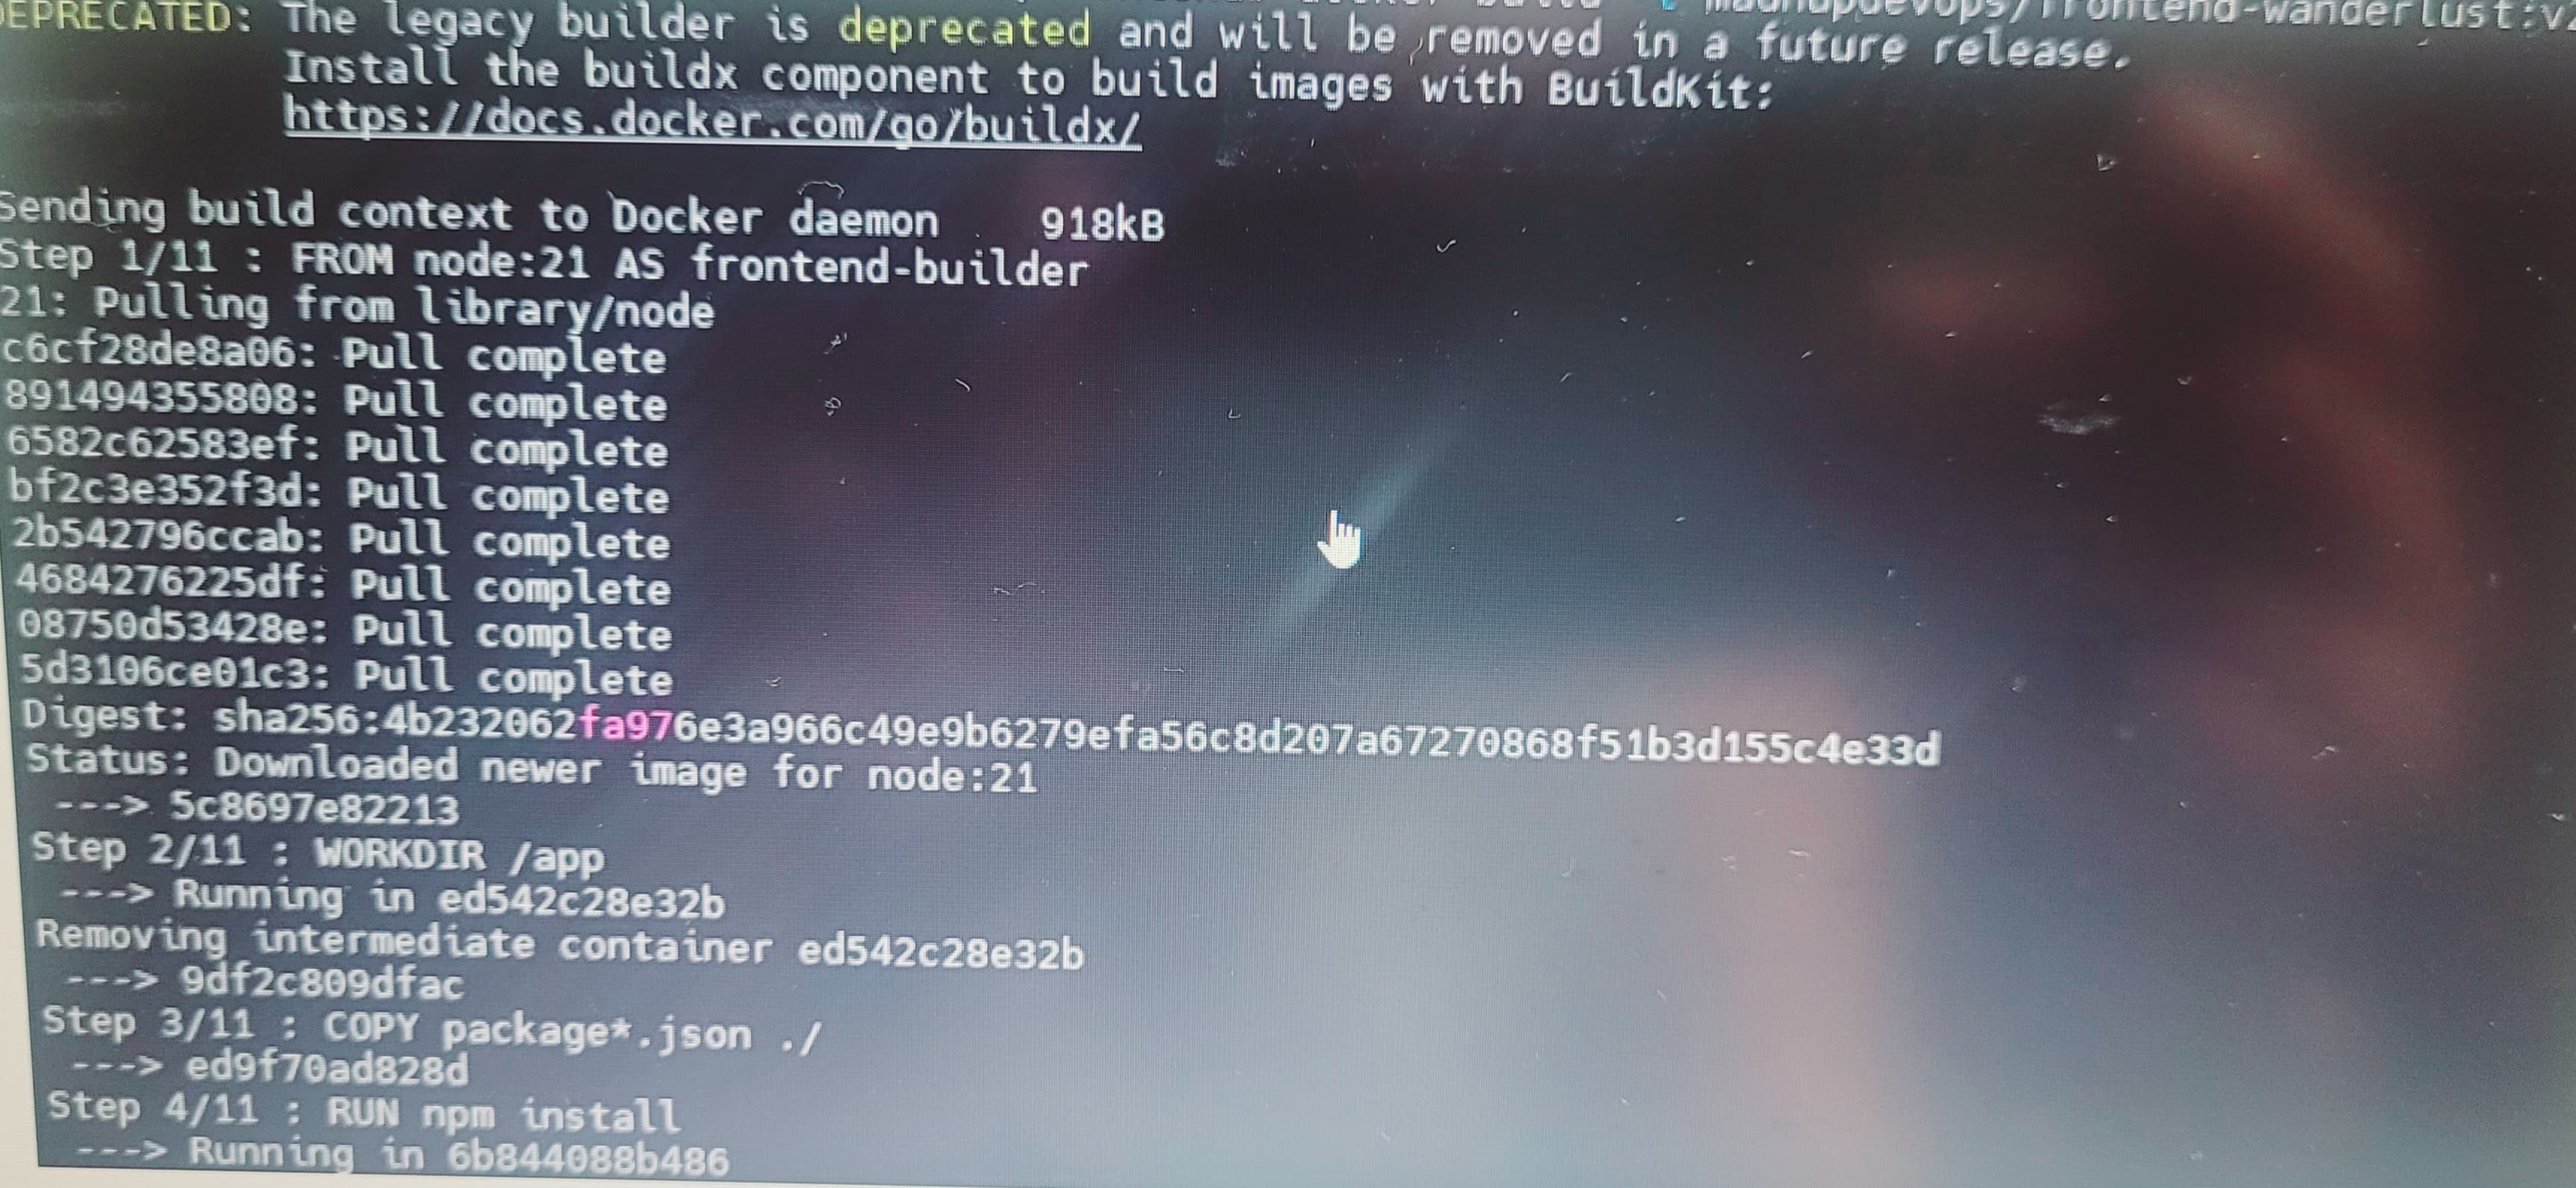 DEPRECATED: The legacy builder is deprecated and will be removed in a future release.
Install the buildx component to build images with BuildKit:
https://docs.docker.com/go/buildx/
Sending build context to Docker daemon 918kB
Step 1/11 : FROM node:21 AS frontend-builder
21: Pulling from library/node
c6cf28de8a06: Pull complete
891494355808: Pull complete
6582c62583ef: Pull complete
bf2c3e352f3d: Pull complete
2b542796ccab: Pull complete
4684276225df: Pull complete
08750d53428e: Pull complete
5d3106ce01c3: Pull complete
Digest: sha256:4b232062fa976e3a966c49e9b6279efa56c8d207a67270868f51b3d155c4e33d
Status: Downloaded newer image for node:21
---> 5c8697e82213
Step 2/11 : WORKDIR /app
---> Running in ed542c28e32b
Removing intermediate container ed542c28e32b
---> 9df2c809dfac
Step 3/11 : COPY package*.json ./
---> ed9f70ad828d
Step 4/11 : RUN npm install
---> Running in 6b844088b486